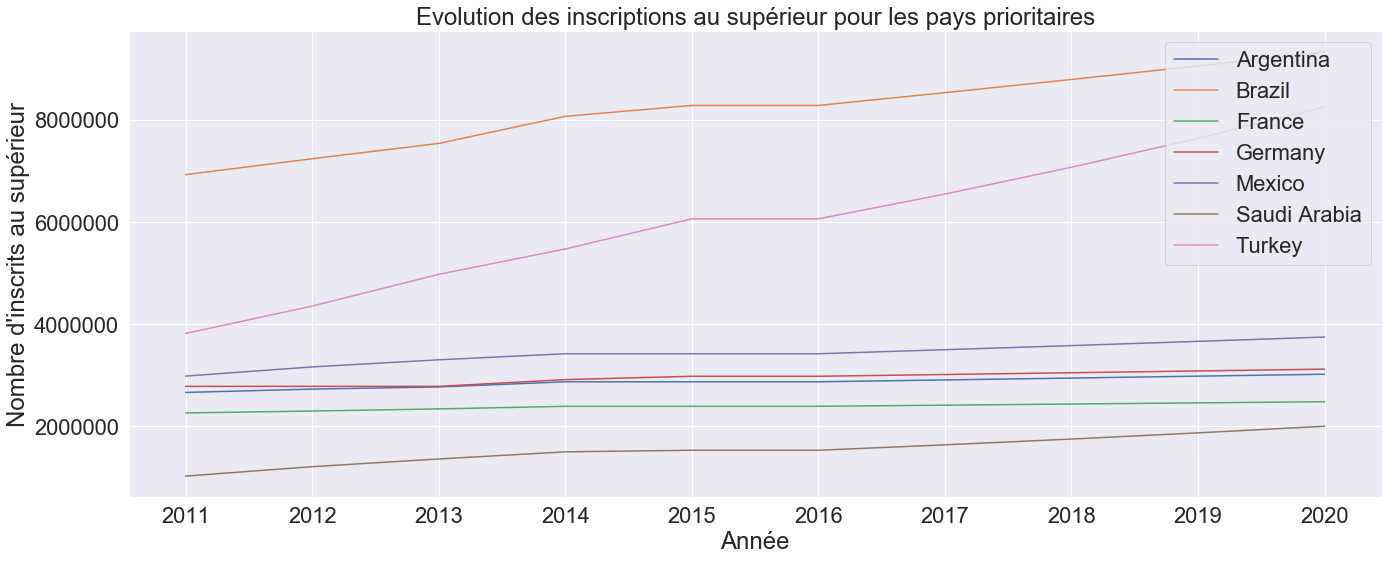 Evolution des inscriptions au supérieur pour les pays prioritaires
Nombre d'inscrits au supérieur
8000000
6000000
4000000
2000000
Argentina
Brazil
France
Germany
Mexico
Saudi Arabia
Turkey
2011 2012 2013 2014 2015 2016 2017 2018 2019 2020
Année